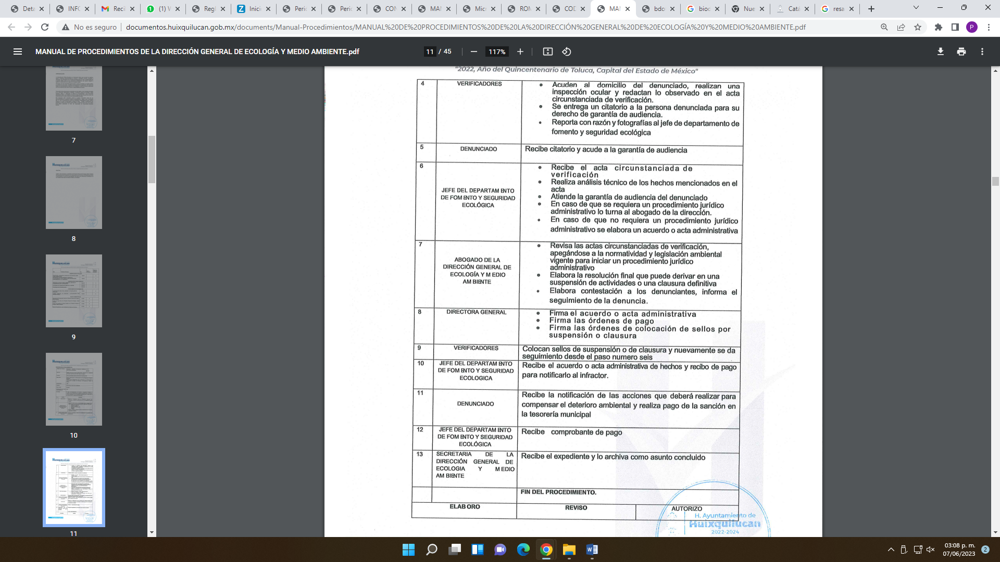 Deta
INFO
Reci
(1) W
Regl
Inici
Peric
Peric
CON
MAN
Micr
ROM
COD
MAN
bdo
bioc
Nue
Catá
resa
No es seguro
documentos.huixquilucan.gob.mx/documents/Manual-Procedimientos/MANUAL%20DE%20PROCEDIMIENTOS%20DE%20LA%20DIRECCIÓN%20GENERAL%20DE%20ECOLOGÍA%20Y%20MEDIO%20AMBIENTE.pdf
P
MANUAL DE PROCEDIMIENTOS DE LA DIRECCIÓN GENERAL DE ECOLOGÍA Y MEDIO AMBIENTE.pdf
11 / 45
117%
7
8
9
10
11
"2022, Año del Quincentenario de Toluca, Capital del Estado de México"
4
VERIFICADORES
• Acuden al domicilio del denunciado, realizan una
inspección ocular y redactan lo observado en el acta
circunstanciada de verificación.
• Se entrega un citatorio a la persona denunciada para su
derecho de garantía de audiencia.
• Reporta con razón y fotografías al jefe de departamento de
fomento y seguridad ecológica
5
DENUNCIADO
Recibe citatorio y acude a la garantía de audiencia
6
JEFE DEL DEPARTAM ENTO
DE FOM ENTO Y SEGURIDAD
ECOLÓGICA
• Recibe el acta circunstanciada de
verificación
• Realiza análisis técnico de los hechos mencionados en el
acta
• Atiende la garantía de audiencia del denunciado
• En caso de que se requiera un procedimiento jurídico
administrativo lo turna al abogado de la dirección.
• En caso de que no requiera un procedimiento jurídico
administrativo se elabora un acuerdo o acta administrativa
7
ABOGADO DE LA
DIRECCIÓN GENERAL DE
ECOLOGÍA Y M EDIO
AM BIENTE
• Revisa las actas circunstanciadas de verificación,
apegándose a la normatividad y legislación ambiental
vigente para iniciar un procedimiento jurídico
administrativo
• Elabora la resolución final que puede derivar en una
suspensión de actividades o una clausura definitiva
• Elabora contestación a los denunciantes, informa el
seguimiento de la denuncia.
8
DIRECTORA GENERAL
• Firma el acuerdo o acta administrativa
• Firma las órdenes de pago
• Firma las órdenes de colocación de sellos por
suspensión o clausura
9
VERIFICADORES
Colocan sellos de suspensión o de clausura y nuevamente se da
seguimiento desde el paso numero seis
10
JEFE DEL DEPARTAM ENTO
DE FOM ENTO Y SEGURIDAD
ECOLOGICA
Recibe el acuerdo o acta administrativa de hechos y recibo de pago
para notificarlo al infractor.
11
DENUNCIADO
Recibe la notificación de las acciones que deberá realizar para
compensar el deterioro ambiental y realiza pago de la sanción en
la tesorería municipal
12
JEFE DEL DEPARTAM ENTO
DE FOM ENTO Y SEGURIDAD
ECOLÓGICA
Recibe comprobante de pago
13
SECRETARIA DE LA
DIRECCIÓN GENERAL DE
ECOLOGIA Y M EDIO
AM BIENTE
Recibe el expediente y lo archiva como asunto concluido
FIN DEL PROCEDIMIENTO.
ELAB ORO
REVISO
AUTORIZO
H. Ayuntamiento de
Huixquilucan
2022-2024
03:08 p. m.
07/06/2023
2